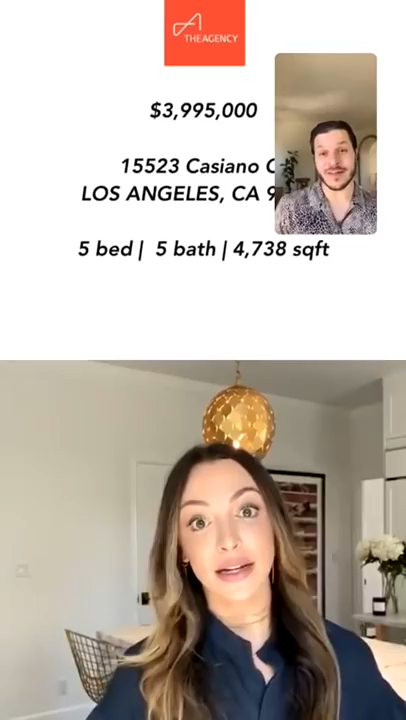 THEAGENCY
$3,995,000
15523 Casiano
LOS ANGELES, CA
5 bed | 5 bath | 4,738 sqft